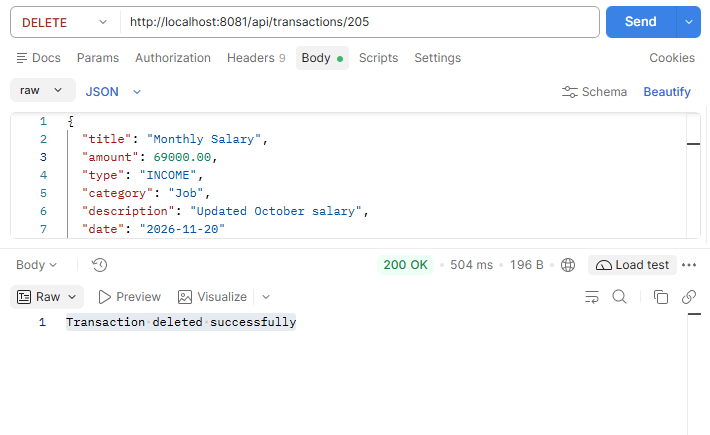 DELETE http://localhost:8081/api/transactions/205 Send
Docs Params Authorization Headers 9 Body Scripts Settings Cookies
raw JSON Schema Beautify
1 {
2 "title": "Monthly Salary",
3 "amount": 69000.00,
4 "type": "INCOME",
5 "category": "Job",
6 "description": "Updated October salary",
7 "date": "2026-11-20"
Body 200 OK • 504 ms • 196 B • Load test
Raw Preview Visualize
1 Transaction deleted successfully